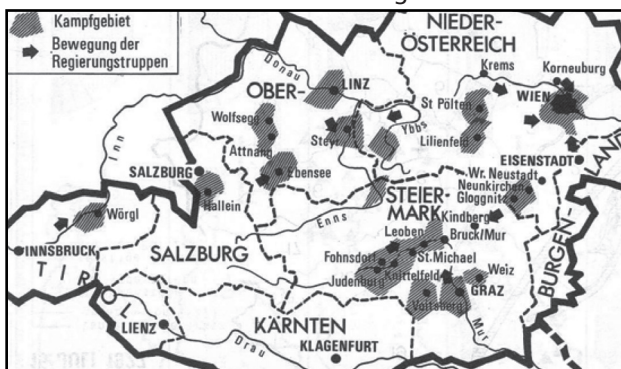 Kampfgebiet
Bewegung der
Regierungstruppen
NIEDER-
ÖSTERREICH
Donau
Krems
Korneuburg
OBER-
LINZ
WIEN
St Pölten
Wolfsegg
Steyr
Ybbs
Attnang
Lilienfeld
Inn
EISENSTADT
LAND
SALZBURG
Ebensee
Wr. Neustadt
Hallein
STEIER-
MARK
Neunkirchen
Gloggnitz
Wörgl
Enns
Kindberg
BURGEN-
Leoben
Bruck/Mur
INNSBRUCK
SALZBURG
Fohnsdorf
St.Michael
TIROL
Judenburg
Knittelfeld
Weiz
Voitsberg
GRAZ
LIENZ
KÄRNTEN
Mur
Drau
KLAGENFURT